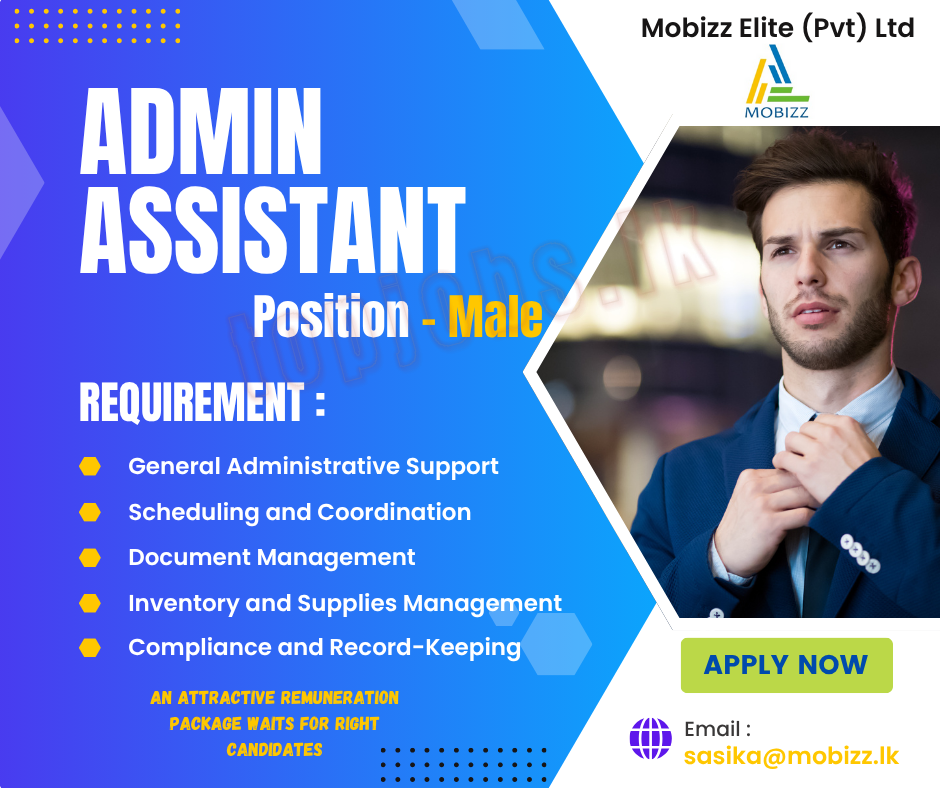 Mobizz Elite (Pvt) Ltd
MOBIZZ
ADMIN
ASSISTANT
Position - Male
topjobs.lk
REQUIREMENT :
General Administrative Support
Scheduling and Coordination
Document Management
Inventory and Supplies Management
Compliance and Record-Keeping
AN ATTRACTIVE REMUNERATION
PACKAGE WAITS FOR RIGHT
CANDIDATES
APPLY NOW
Email :
sasika@mobizz.lk